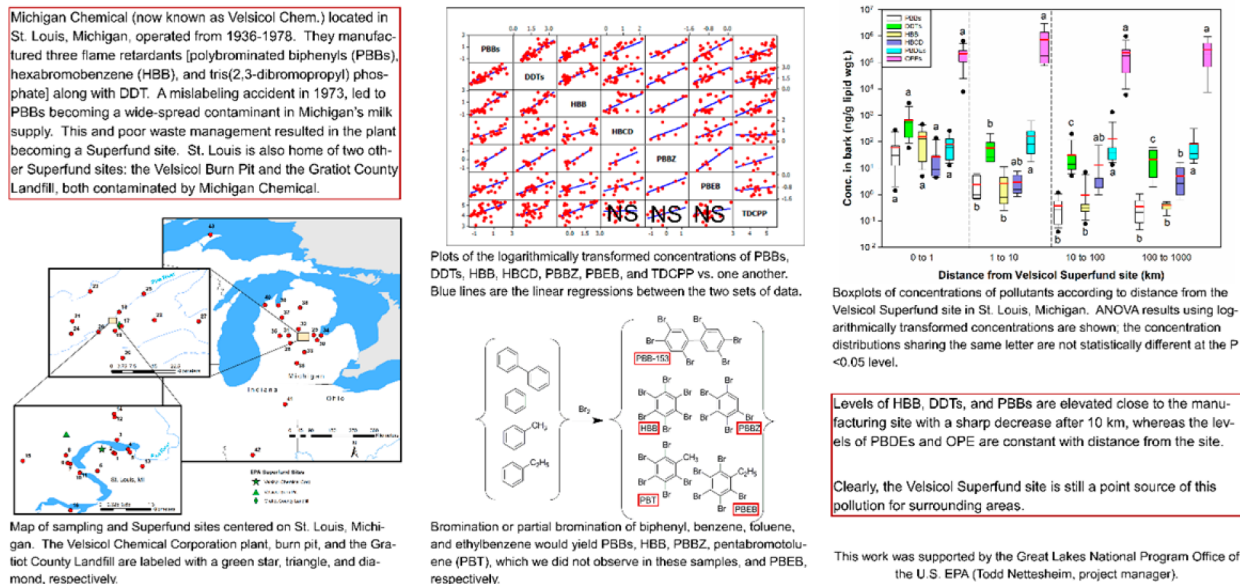 Michigan Chemical (now known as Velsicol Chem.) located in
St. Louis, Michigan, operated from 1936-1978. They manufac-
tured three flame retardants [polybrominated biphenyls (PBBs),
hexabromobenzene (HBB), and tris(2,3-dibromopropyl) phos-
phate] along with DDT. A mislabeling accident in 1973, led to
PBBs becoming a wide-spread contaminant in Michigan's milk
supply. This and poor waste management resulted in the plant
becoming a Superfund site. St. Louis is also home of two oth-
er Superfund sites: the Velsicol Burn Pit and the Gratiot County
Landfill, both contaminated by Michigan Chemical.
Michigan
Indiana
Ohio
St. Louis, MI
EPA Superfund Sites
Map of sampling and Superfund sites centered on St. Louis, Michi-
gan. The Velsicol Chemical Corporation plant, burn pit, and the Gra-
tiot County Landfill are labeled with a green star, triangle, and dia-
mond, respectively.
PBBs
DDTs
HBB
HBCD
PBBZ
PBEB
NS NS NS TDCPP
Plots of the logarithmically transformed concentrations of PBBs,
DDTs, HBB, HBCD, PBBZ, PBEB, and TDCPP vs. one another.
Blue lines are the linear regressions between the two sets of data.
Br₂
CH₃
C₂H₅
PBB-153
HBB
PBBZ
PBT
PBEB
Bromination or partial bromination of biphenyl, benzene, toluene,
and ethylbenzene would yield PBBs, HBB, PBBZ, pentabromotolu-
ene (PBT), which we did not observe in these samples, and PBEB,
respectively.
PBBs
DDTs
HBB
HBCD
PBDEs
OPEs
Conc. in bark (ng/g lipid wgt.)
0 to 1
1 to 10
10 to 100
100 to 1000
Distance from Velsicol Superfund site (km)
Boxplots of concentrations of pollutants according to distance from the
Velsicol Superfund site in St. Louis, Michigan. ANOVA results using log-
arithmically transformed concentrations are shown; the concentration
distributions sharing the same letter are not statistically different at the P
<0.05 level.
Levels of HBB, DDTs, and PBBs are elevated close to the manu-
facturing site with a sharp decrease after 10 km, whereas the lev-
els of PBDEs and OPE are constant with distance from the site.
Clearly, the Velsicol Superfund site is still a point source of this
pollution for surrounding areas.
This work was supported by the Great Lakes National Program Office of
the U.S. EPA (Todd Nettesheim, project manager).